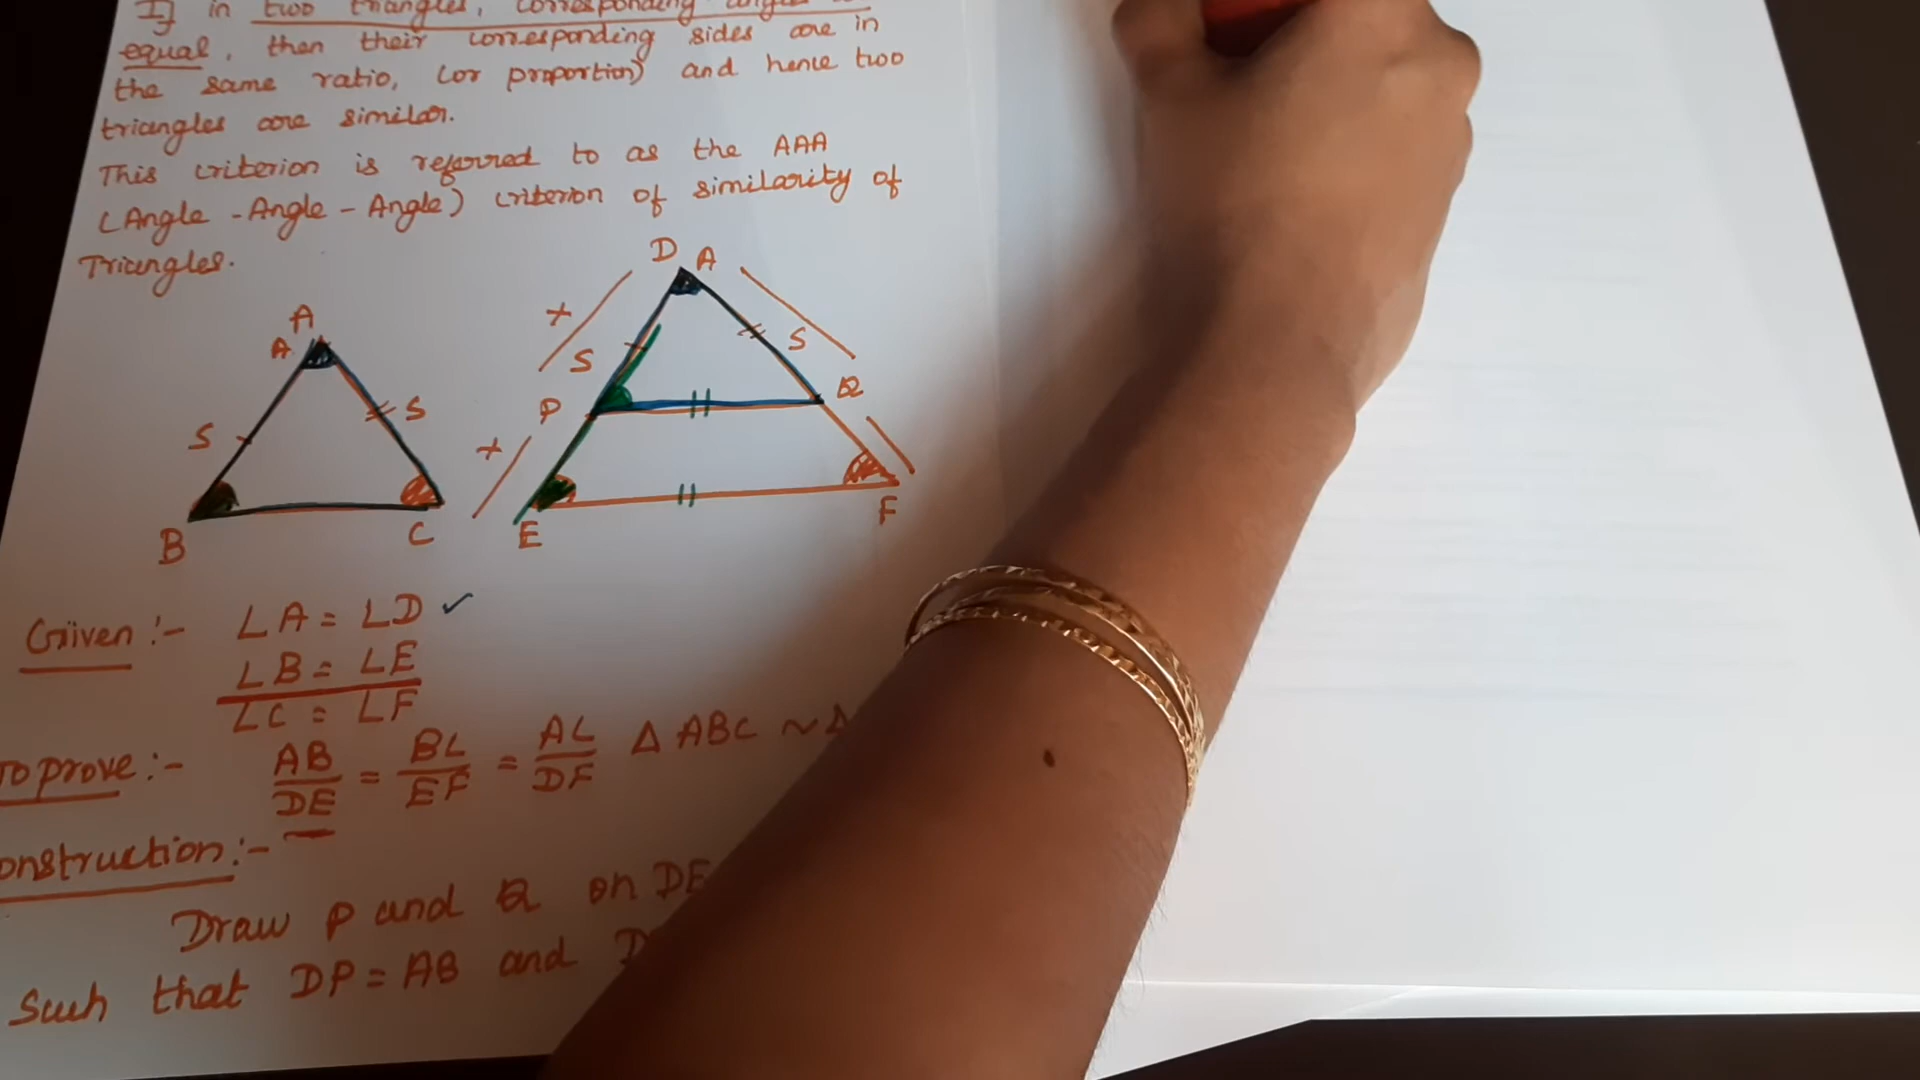 If in two triangles, corresponding angles
equal, then their corresponding sides are in
the same ratio, (or proportion) and hence two
triangles are similar.
This criterion is referred to as the AAA
(Angle - Angle - Angle) criterion of similarity of
Triangles.
D A
A
A
S
S
B
C
+
S
S
P
Q
+
E
F
Given :- ∠A = ∠D ✓
∠B = ∠E
∠C = ∠F
To prove :- AB/DE = BC/EF = AC/DF Δ ABC ~ Δ
onstruction :-
Draw P and Q on DE
Such that DP = AB and D